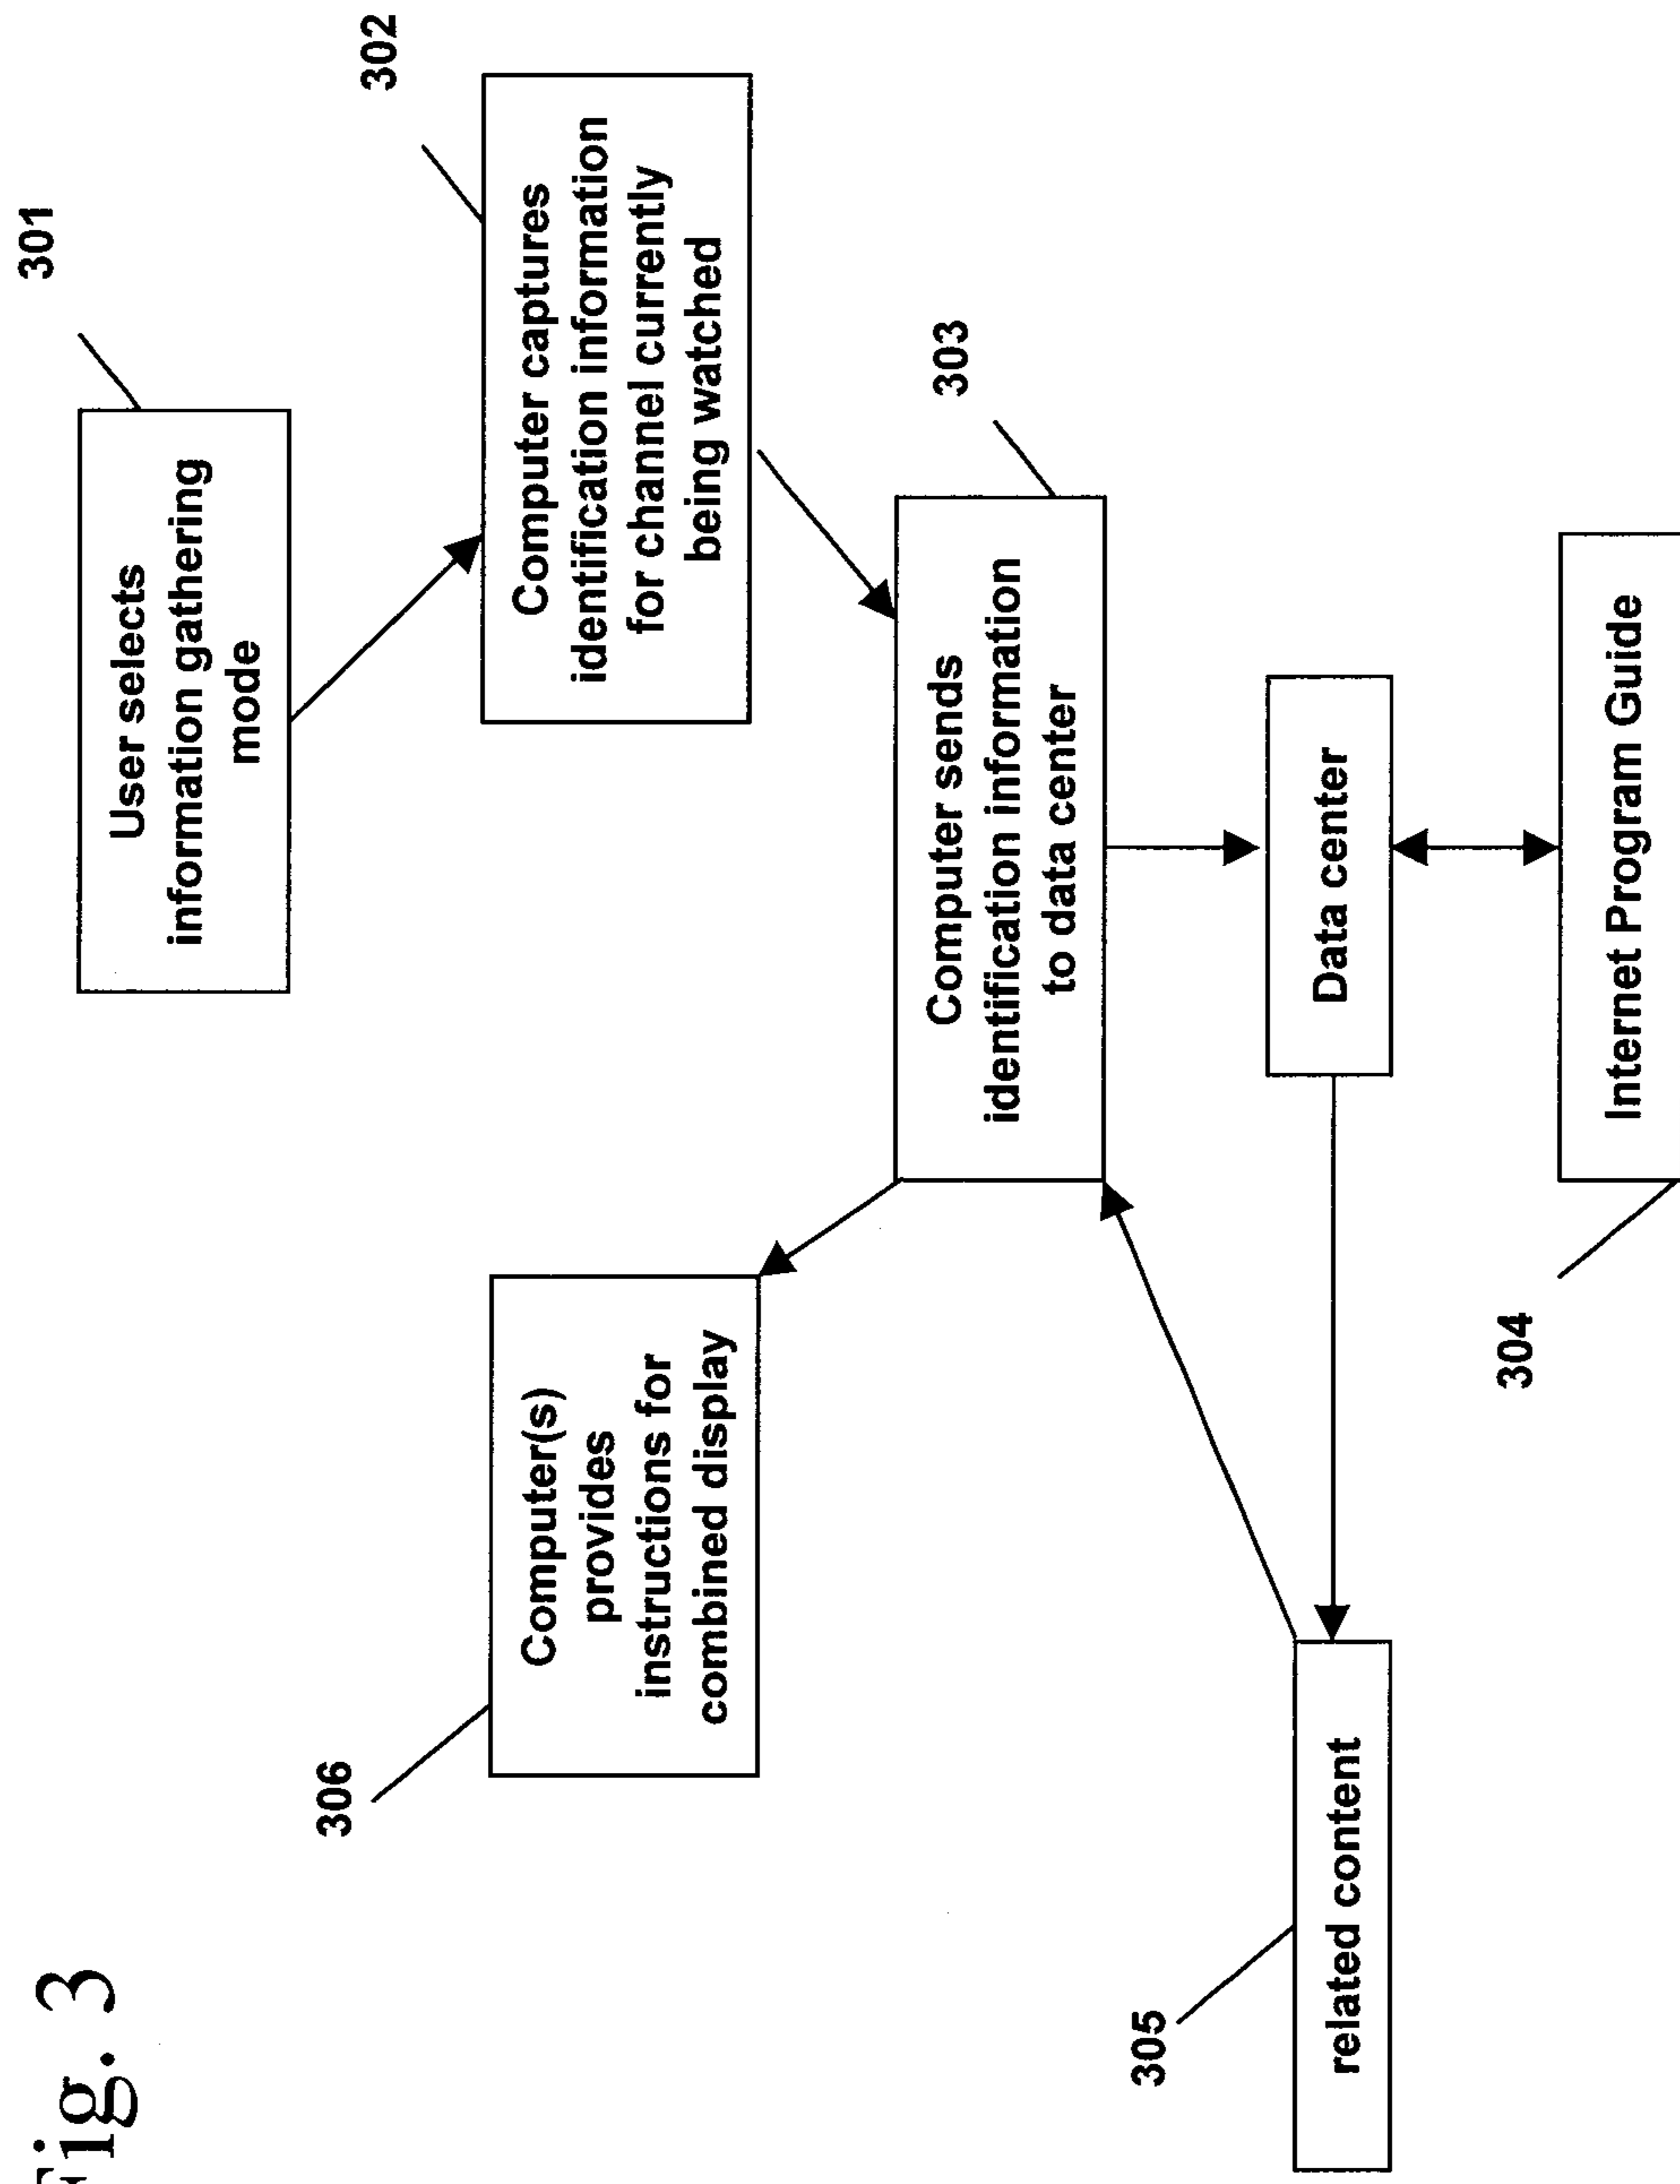 Fig. 3
301
User selects
information gathering
mode
302
Computer captures
identification information
for channel currently
being watched
303
Computer sends
identification information
to data center
306
Computer(s)
provides
instructions for
combined display
Data center
305
related content
304
Internet Program Guide